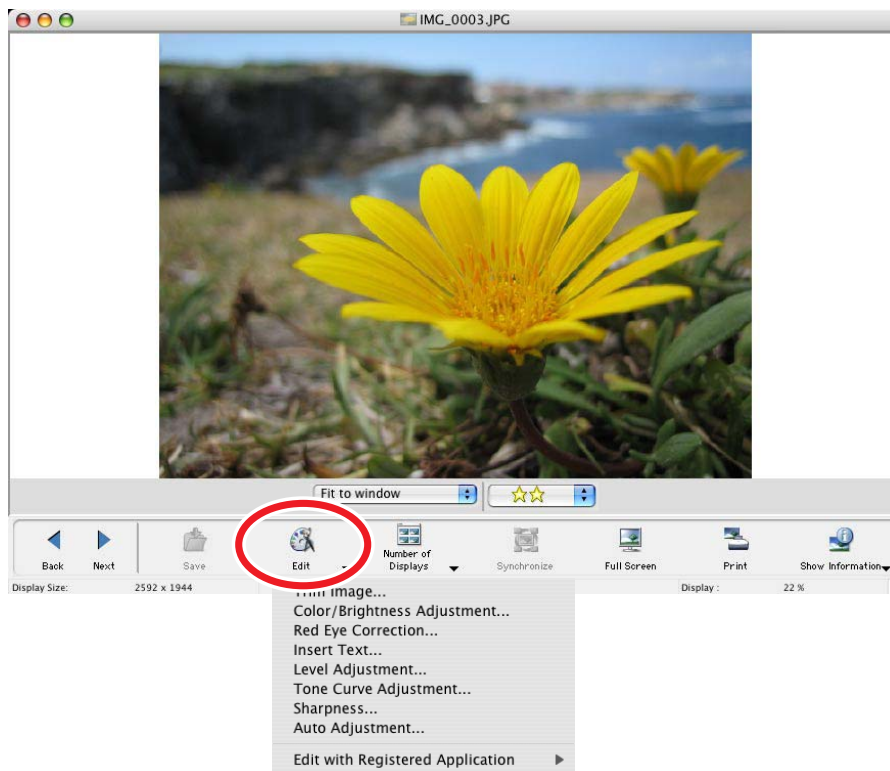 IMG_0003.JPG
Fit to window
Back Next Save Edit Number of Displays Synchronize Full Screen Print Show Information
Display Size: 2592 x 1944 Display : 22 %
Trim Image...
Color/Brightness Adjustment...
Red Eye Correction...
Insert Text...
Level Adjustment...
Tone Curve Adjustment...
Sharpness...
Auto Adjustment...
Edit with Registered Application